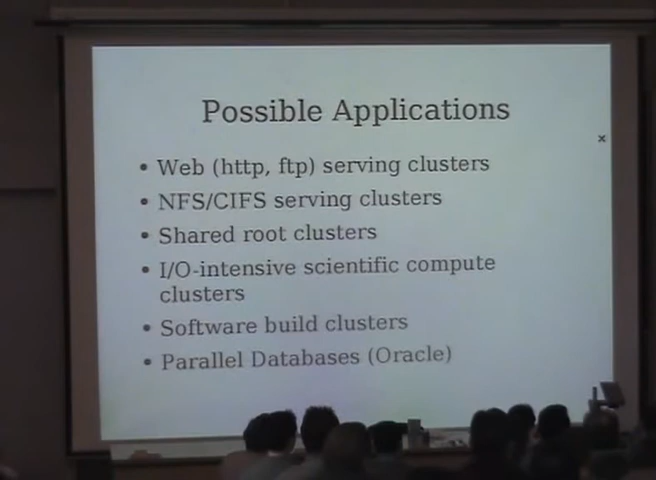 Possible Applications
• Web (http, ftp) serving clusters
• NFS/CIFS serving clusters
• Shared root clusters
• I/O-intensive scientific compute
clusters
• Software build clusters
• Parallel Databases (Oracle)